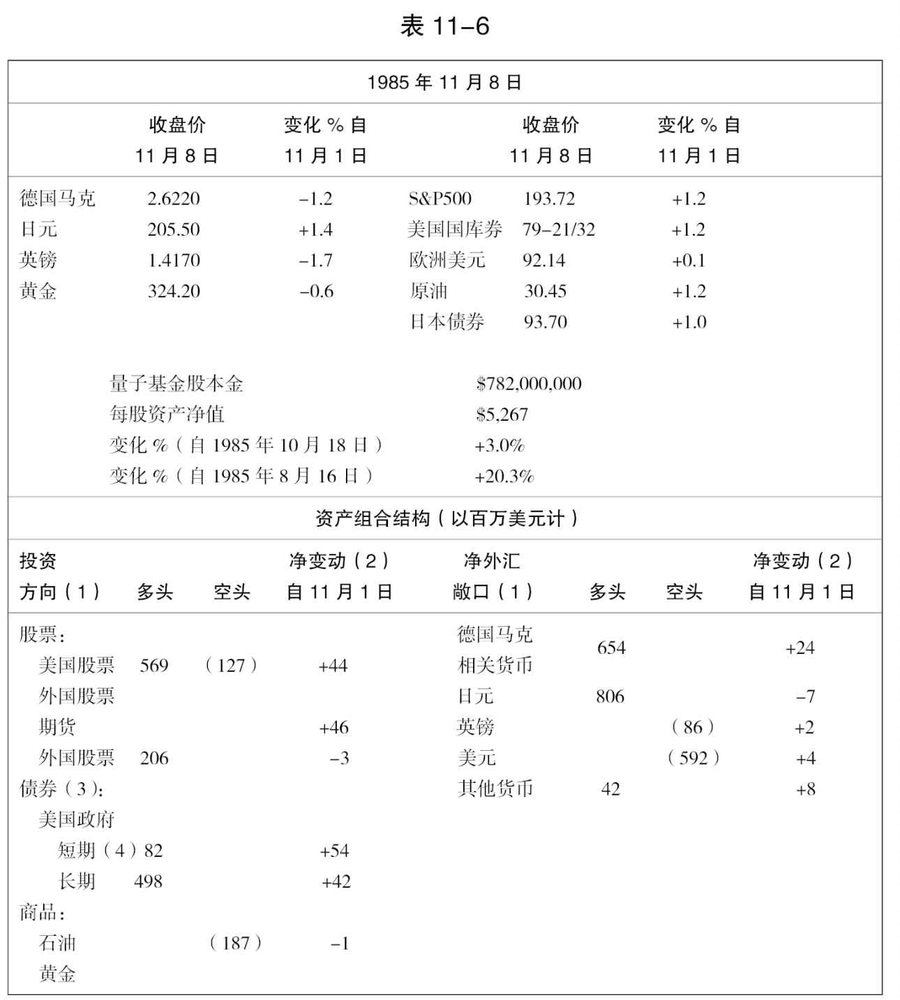 表 11-6
1985 年 11 月 8 日
收盘价 变化 % 自 收盘价 变化 % 自
11 月 8 日 11 月 1 日 11 月 8 日 11 月 1 日
德国马克 2.6220 -1.2 S&P500 193.72 +1.2
日元 205.50 +1.4 美国国库券 79-21/32 +1.2
英镑 1.4170 -1.7 欧洲美元 92.14 +0.1
黄金 324.20 -0.6 原油 30.45 +1.2
日本债券 93.70 +1.0
量子基金股本金 $782,000,000
每股资产净值 $5,267
变化 %（自 1985 年 10 月 18 日） +3.0%
变化 %（自 1985 年 8 月 16 日） +20.3%
资产组合结构（以百万美元计）
投资 净变动（2） 净外汇 净变动（2）
方向（1） 多头 空头 自 11 月 1 日 敞口（1） 多头 空头 自 11 月 1 日
股票： 德国马克 654 +24
美国股票 569 （127） +44 相关货币
外国股票 日元 806 -7
期货 +46 英镑 （86） +2
外国股票 206 -3 美元 （592） +4
债券（3）： 其他货币 42 +8
美国政府
短期（4）82 +54
长期 498 +42
商品：
石油 （187） -1
黄金